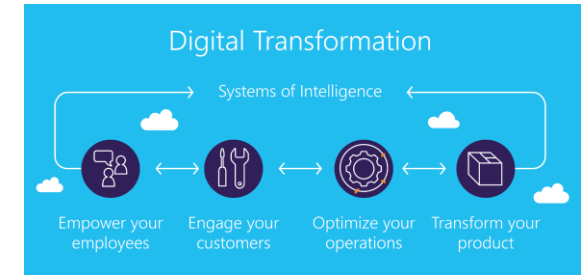 Digital Transformation
Systems of Intelligence
Empower your
employees
Engage your
customers
Optimize your
operations
Transform your
product